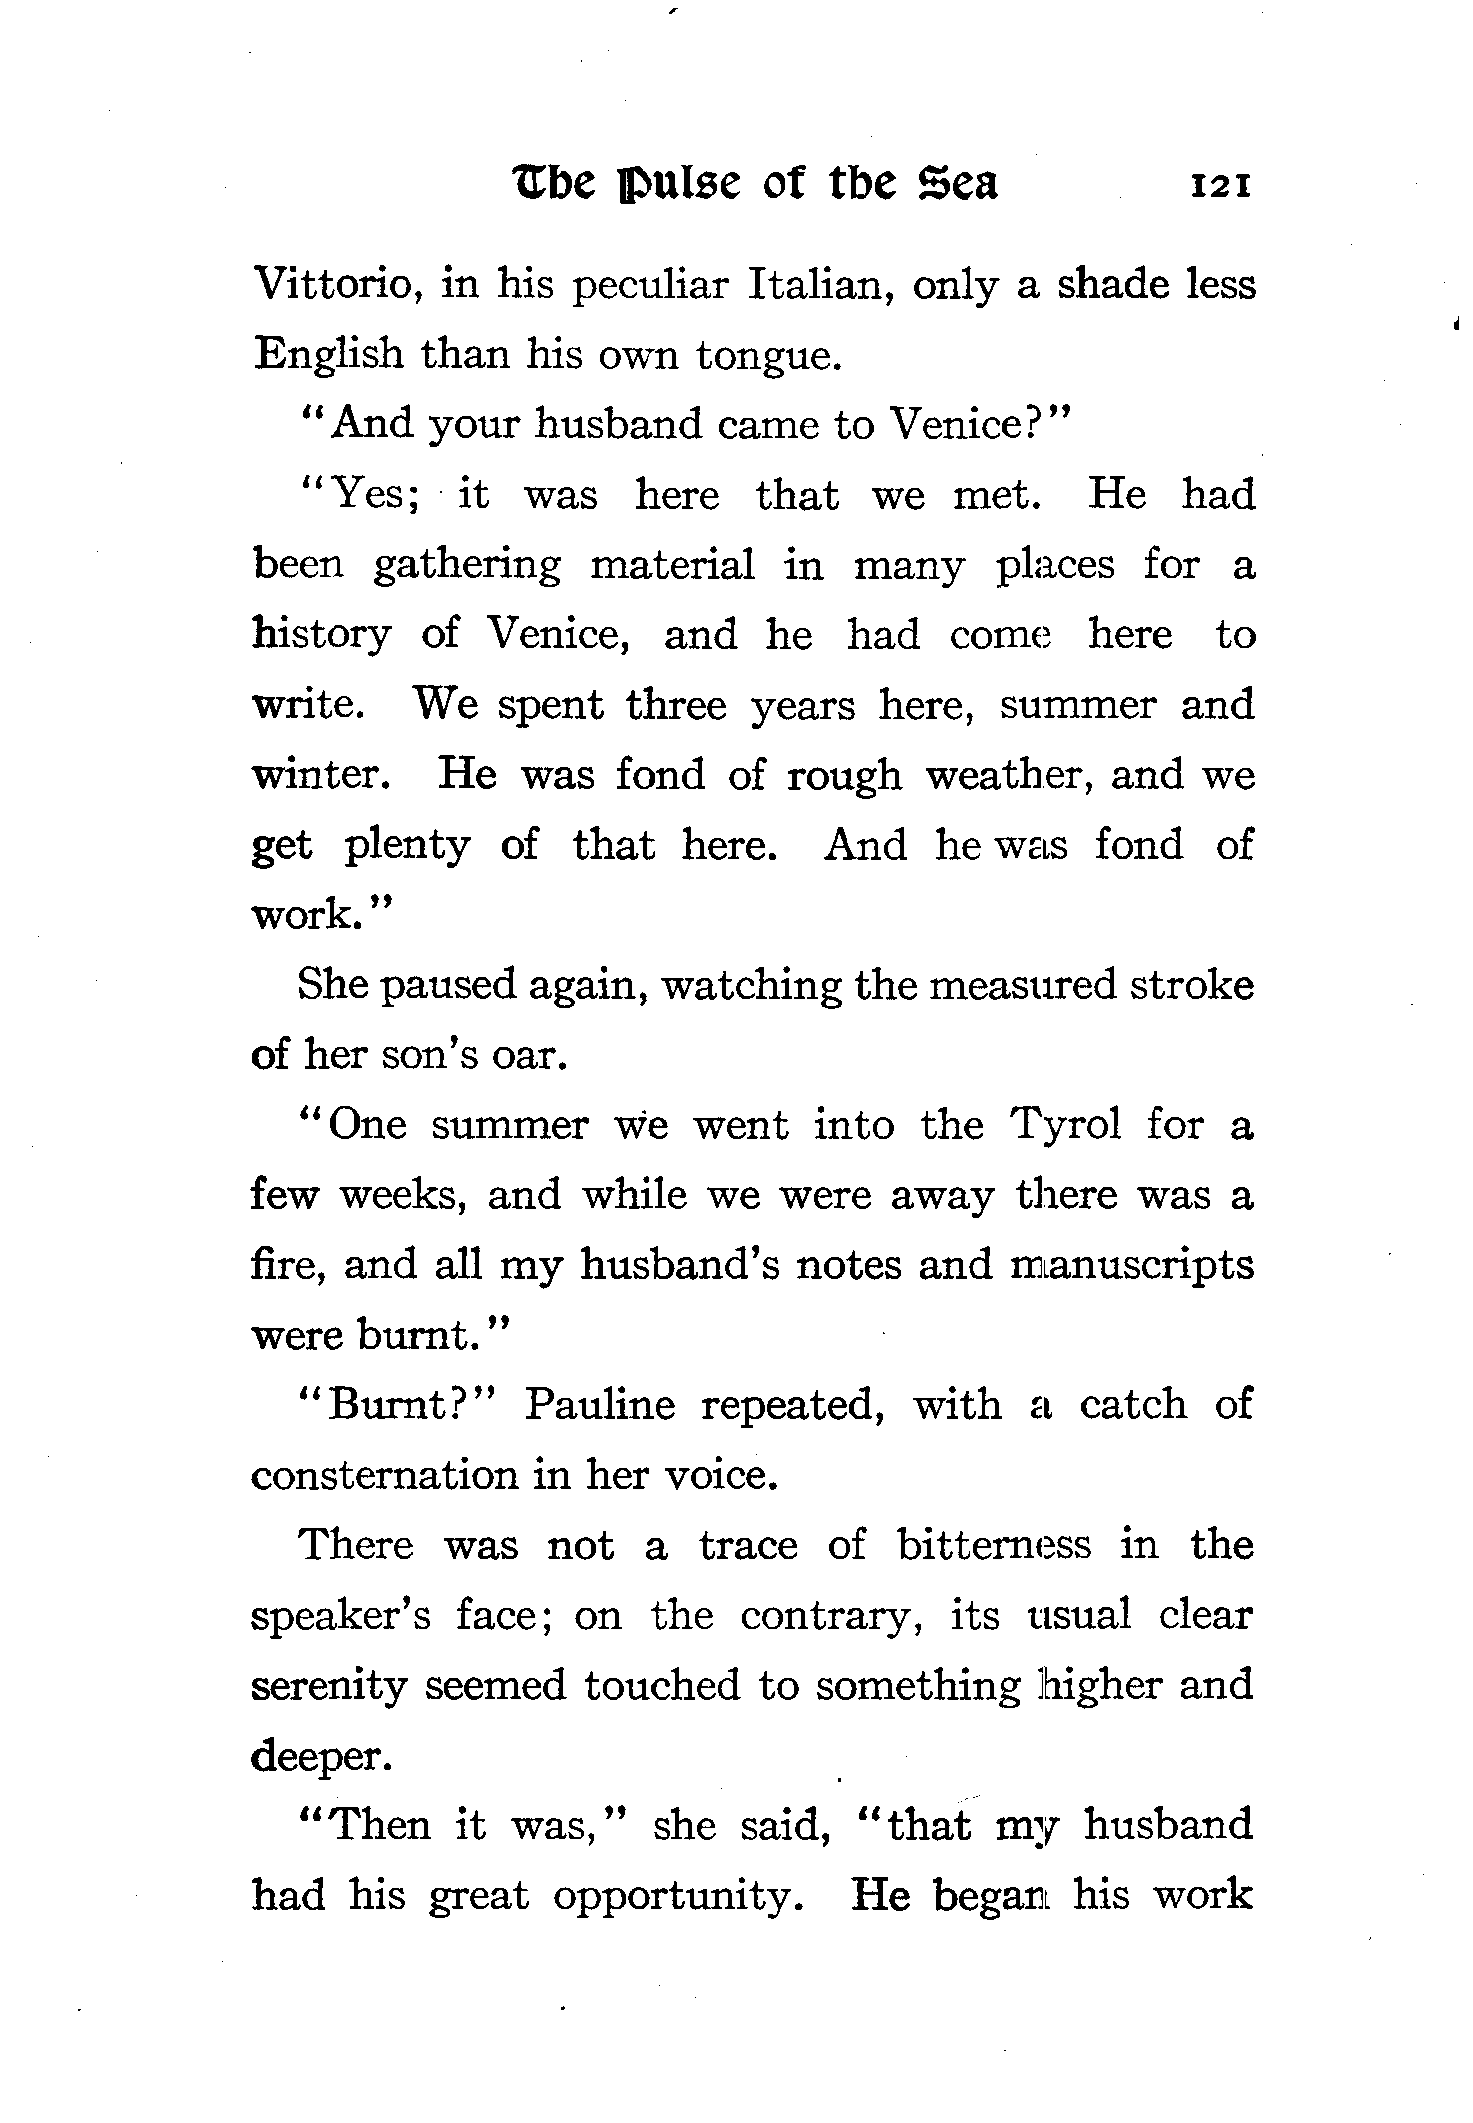 The Pulse of the Sea 121
Vittorio, in his peculiar Italian, only a shade less
English than his own tongue.
"And your husband came to Venice?"
"Yes; it was here that we met. He had
been gathering material in many places for a
history of Venice, and he had come here to
write. We spent three years here, summer and
winter. He was fond of rough weather, and we
get plenty of that here. And he was fond of
work."
She paused again, watching the measured stroke
of her son's oar.
"One summer we went into the Tyrol for a
few weeks, and while we were away there was a
fire, and all my husband's notes and manuscripts
were burnt."
"Burnt?" Pauline repeated, with a catch of
consternation in her voice.
There was not a trace of bitterness in the
speaker's face; on the contrary, its usual clear
serenity seemed touched to something higher and
deeper.
"Then it was," she said, "that my husband
had his great opportunity. He began his work